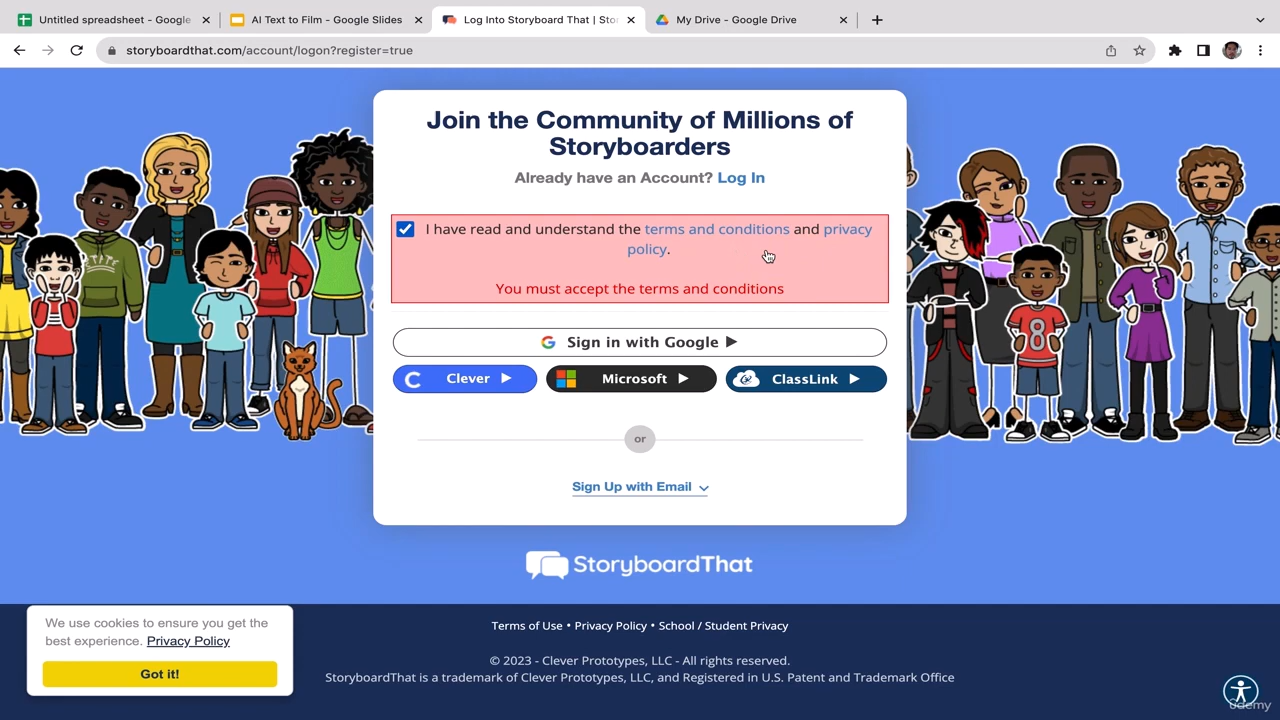 Untitled spreadsheet - Google
AI Text to Film - Google Slides
Log Into Storyboard That | Sto
My Drive - Google Drive
storyboardthat.com/account/logon?register=true
Join the Community of Millions of
Storyboarders
Already have an Account? Log In
I have read and understand the terms and conditions and privacy
policy.
You must accept the terms and conditions
Sign in with Google ▶
Clever ▶
Microsoft ▶
ClassLink ▶
or
Sign Up with Email
8
StoryboardThat
We use cookies to ensure you get the
best experience. Privacy Policy
Got it!
Terms of Use • Privacy Policy • School / Student Privacy
© 2023 - Clever Prototypes, LLC - All rights reserved.
StoryboardThat is a trademark of Clever Prototypes, LLC, and Registered in U.S. Patent and Trademark Office
udemy